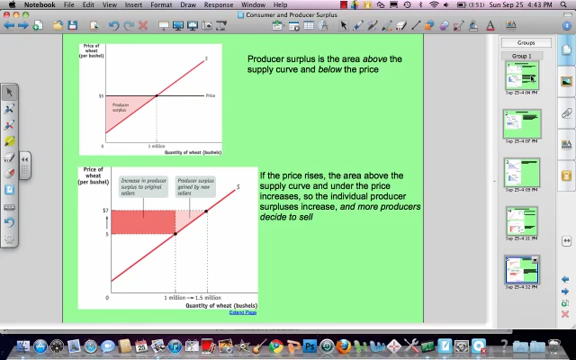 Notebook File Edit View Insert Format Draw Response Window Help
Sun Sep 25 4:43 PM
Consumer and Producer Surplus
Groups
Group 1
Price of
wheat
(per bushel)
$5
Producer
surplus
S
Price
0
1 million
Quantity of wheat (bushels)
Producer surplus is the area above the
supply curve and below the price
Price of
wheat
(per bushel)
Increase in producer
surplus to original
sellers
Producer surplus
gained by new
sellers
S
$7
5
0
1 million
1.5 million
Quantity of wheat (bushels)
Extend Page
If the price rises, the area above the
supply curve and under the price
increases, so the individual producer
surpluses increase, and more producers
decide to sell